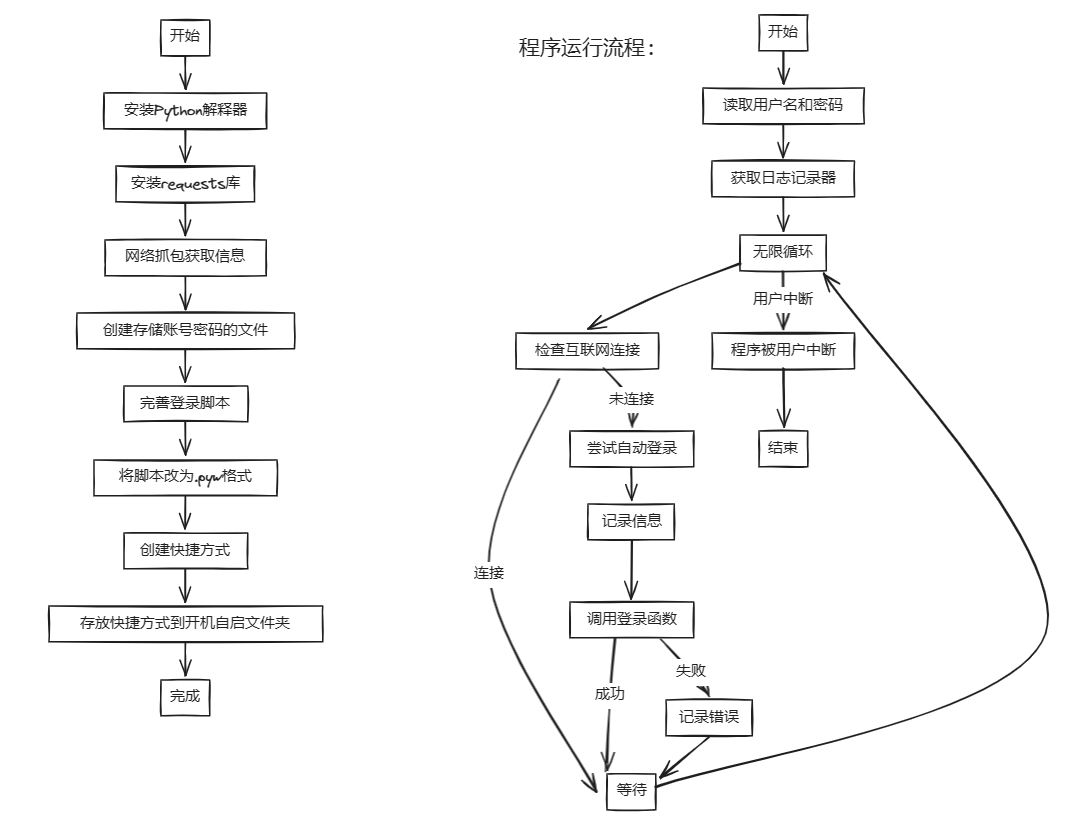 开始
安装Python解释器
安装requests库
网络抓包获取信息
创建存储账号密码的文件
完善登录脚本
将脚本改为.pyw格式
创建快捷方式
存放快捷方式到开机自启文件夹
完成
程序运行流程：
开始
读取用户名和密码
获取日志记录器
无限循环
用户中断
检查互联网连接
程序被用户中断
未连接
尝试自动登录
结束
记录信息
连接
调用登录函数
失败
成功
记录错误
等待